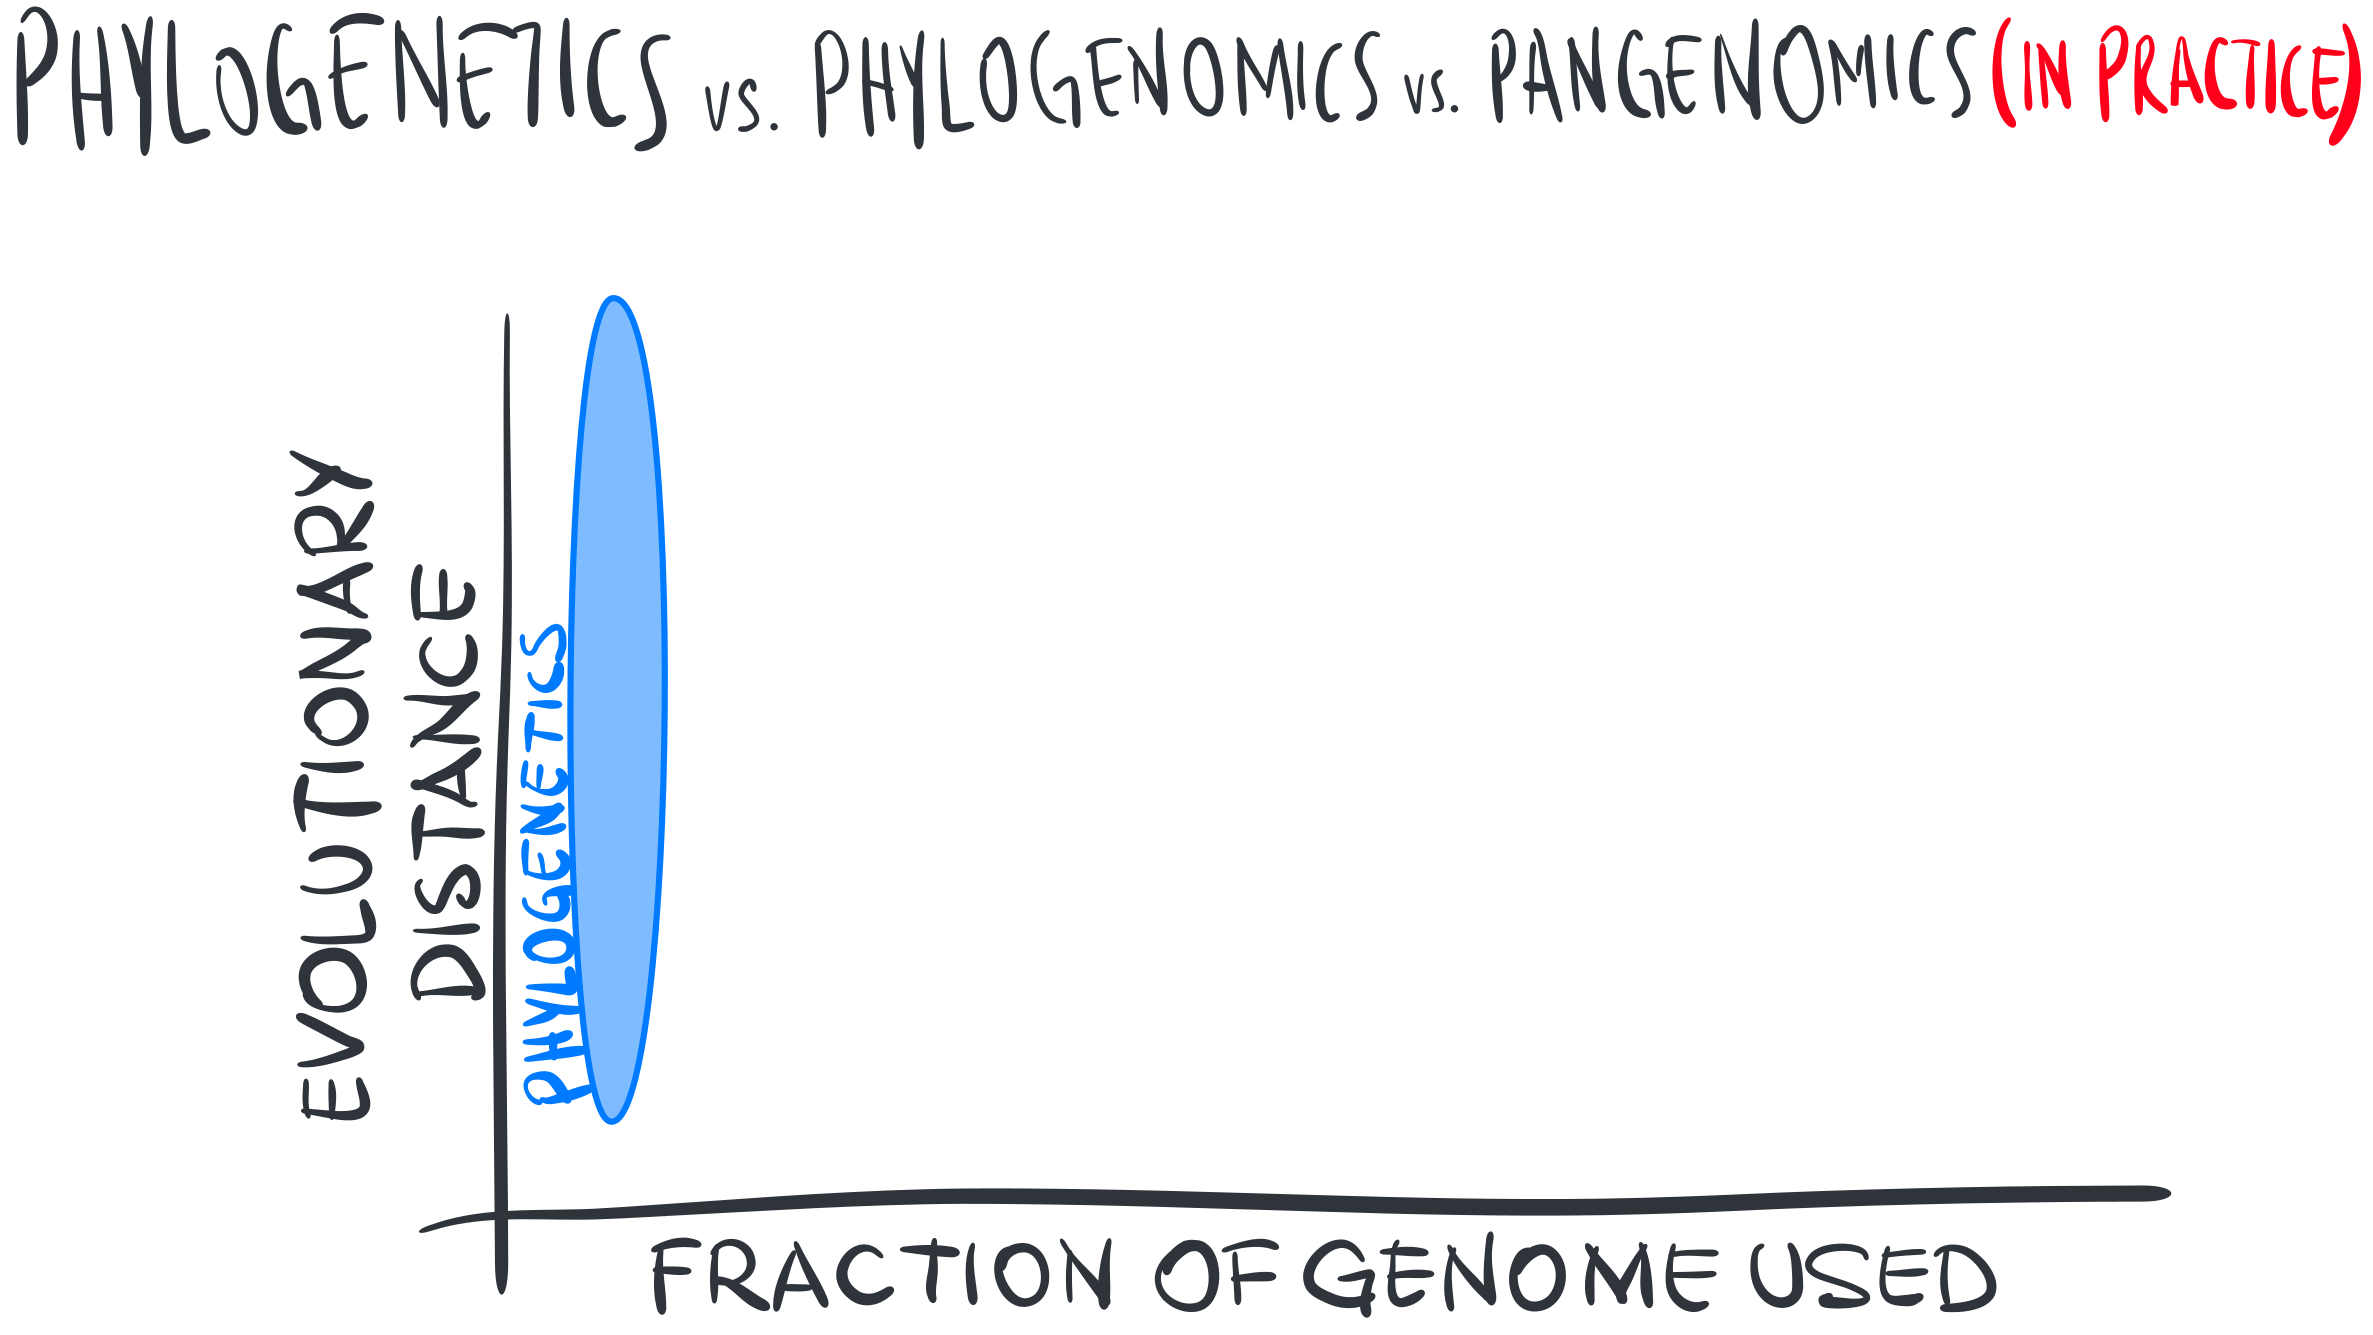 PHYLOGENETICS vs. PHYLOGENOMICS vs. PANGENOMICS (IN PRACTICE)
EVOLUTIONARY
DISTANCE
PHYLOGENETICS
FRACTION OF GENOME USED